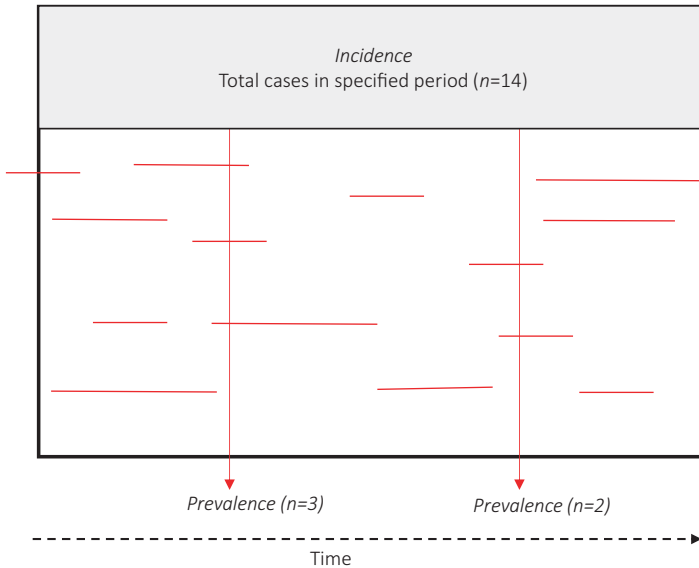 Incidence
Total cases in specified period (n=14)
Prevalence (n=3)
Prevalence (n=2)
Time